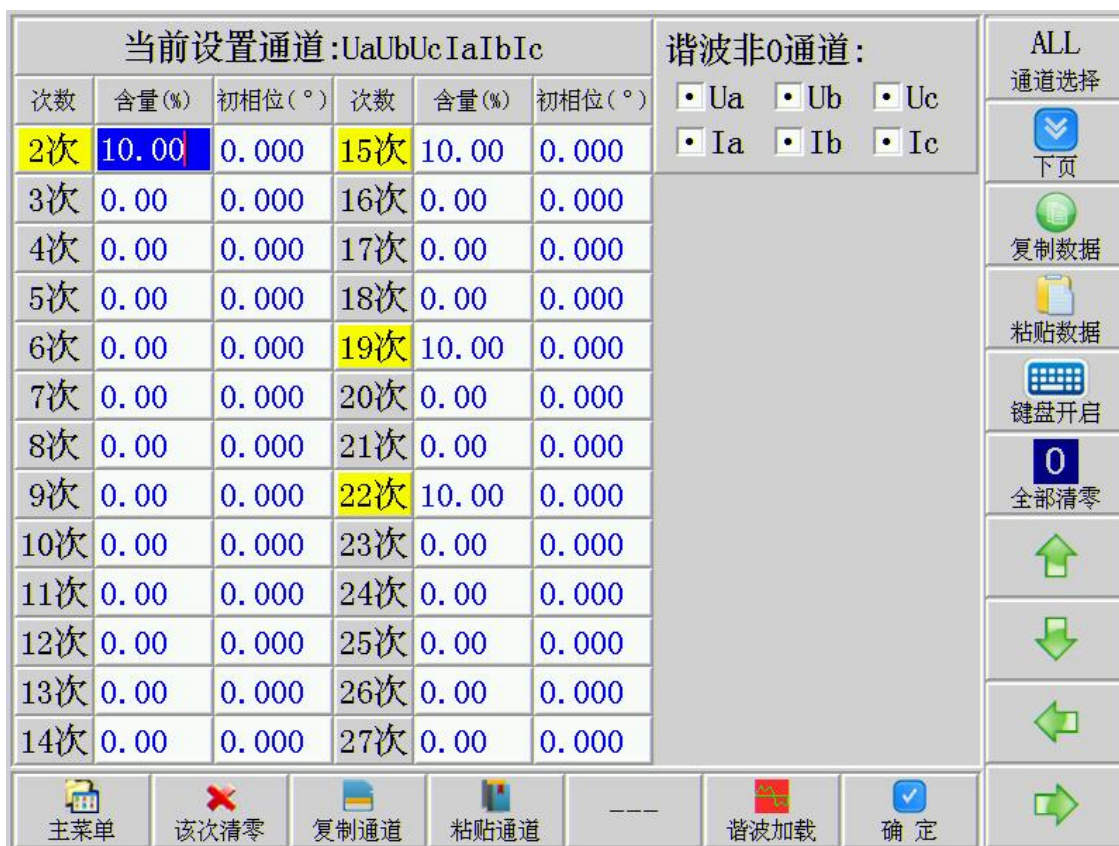 当前设置通道:UaUbUcIaIbIc
次数 含量(%) 初相位(°) 次数 含量(%) 初相位(°)
2次 10.00 0.000 15次 10.00 0.000
3次 0.00 0.000 16次 0.00 0.000
4次 0.00 0.000 17次 0.00 0.000
5次 0.00 0.000 18次 0.00 0.000
6次 0.00 0.000 19次 10.00 0.000
7次 0.00 0.000 20次 0.00 0.000
8次 0.00 0.000 21次 0.00 0.000
9次 0.00 0.000 22次 10.00 0.000
10次 0.00 0.000 23次 0.00 0.000
11次 0.00 0.000 24次 0.00 0.000
12次 0.00 0.000 25次 0.00 0.000
13次 0.00 0.000 26次 0.00 0.000
14次 0.00 0.000 27次 0.00 0.000
谐波非0通道:
Ua Ub Uc
Ia Ib Ic
ALL
通道选择
下页
复制数据
粘贴数据
键盘开启
0
全部清零
主菜单 该次清零 复制通道 粘贴通道 --- 谐波加载 确 定